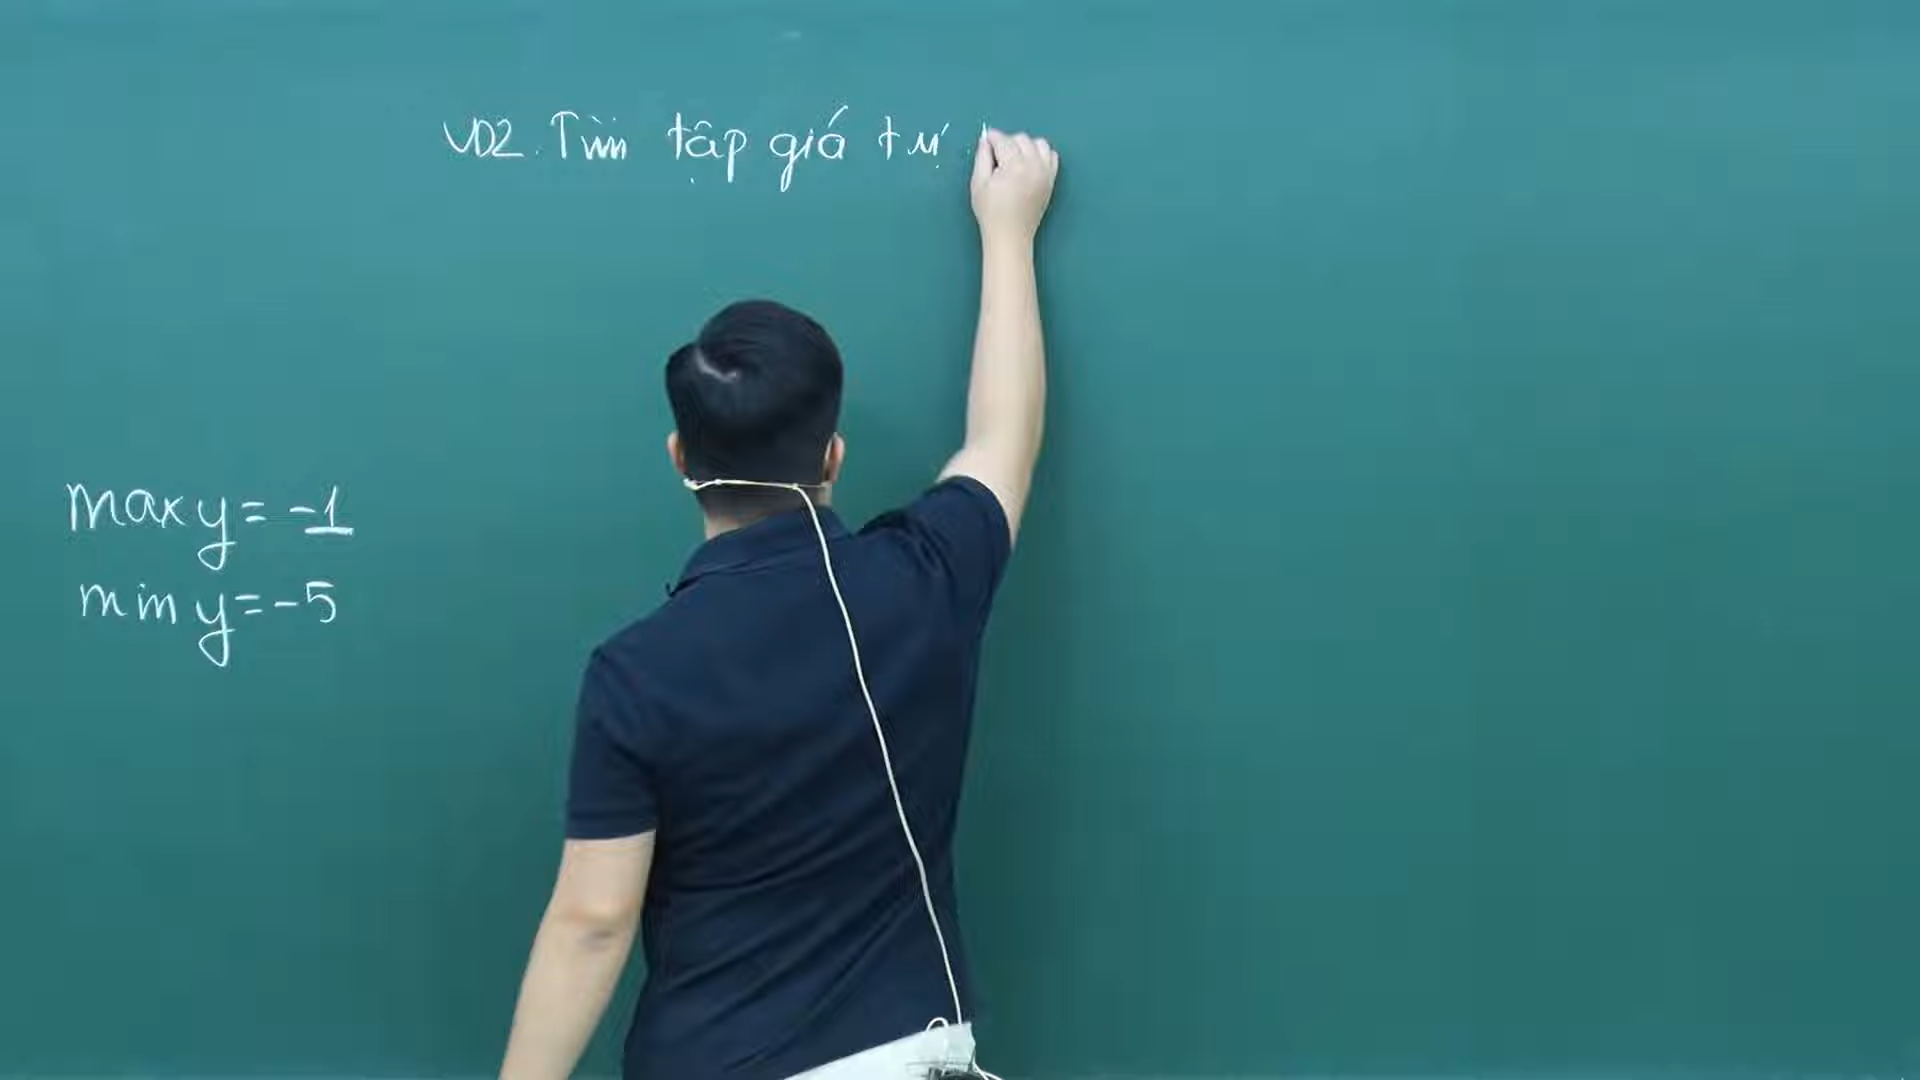 VD2. Tìm tập giá trị
max y = -1
min y = -5